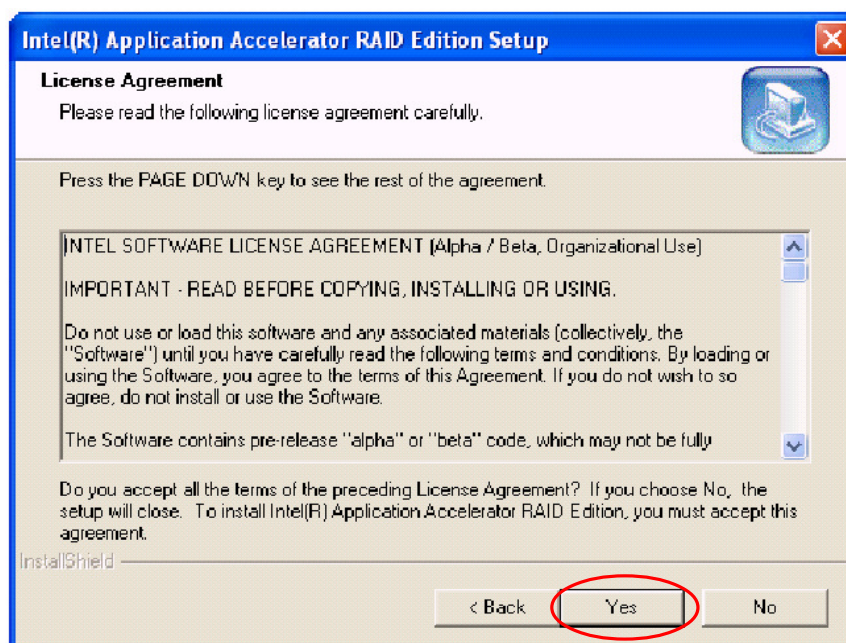 Intel(R) Application Accelerator RAID Edition Setup
License Agreement
Please read the following license agreement carefully.
Press the PAGE DOWN key to see the rest of the agreement.
INTEL SOFTWARE LICENSE AGREEMENT (Alpha / Beta, Organizational Use)
IMPORTANT - READ BEFORE COPYING, INSTALLING OR USING.
Do not use or load this software and any associated materials (collectively, the
"Software") until you have carefully read the following terms and conditions. By loading or
using the Software, you agree to the terms of this Agreement. If you do not wish to so
agree, do not install or use the Software.
The Software contains pre-release "alpha" or "beta" code, which may not be fully
Do you accept all the terms of the preceding License Agreement? If you choose No, the
setup will close. To install Intel(R) Application Accelerator RAID Edition, you must accept this
agreement.
InstallShield
< Back Yes No